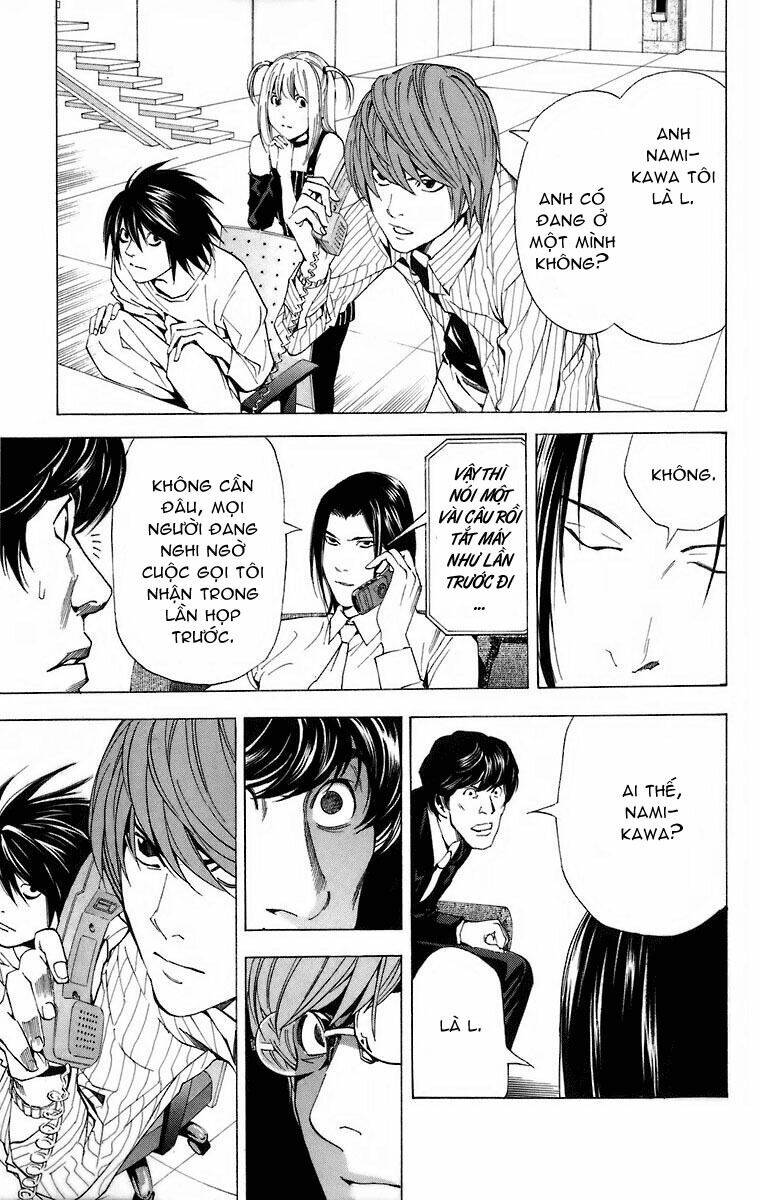 ANH
NAMI-
KAWA TÔI
LÀ L.
ANH CÓ
ĐANG Ở
MỘT MÌNH
KHÔNG?
KHÔNG.
VẬY THÌ
NÓI MỘT
VÀI CÂU RỒI
TẮT MÁY
NHƯ LẦN
TRƯỚC ĐI
...
KHÔNG CẦN
ĐÂU, MỌI
NGƯỜI ĐANG
NGHI NGỜ
CUỘC GỌI TÔI
NHẬN TRONG
LẦN HỌP
TRƯỚC.
AI THẾ,
NAMI-
KAWA?
LÀ L.